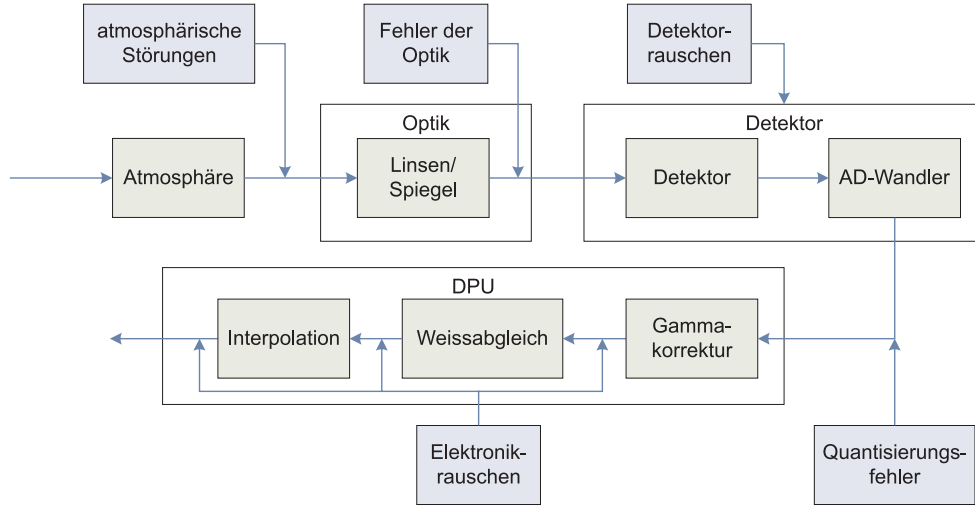 atmosphärische
Störungen
Fehler der
Optik
Detektor-
rauschen
Optik
Detektor
Atmosphäre
Linsen/
Spiegel
Detektor
AD-Wandler
DPU
Interpolation
Weissabgleich
Gamma-
korrektur
Elektronik-
rauschen
Quantisierungs-
fehler